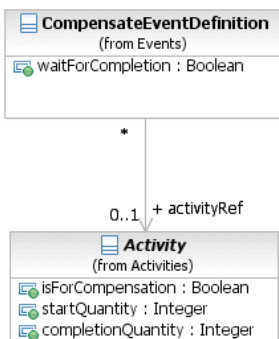 CompensateEventDefinition
(from Events)
waitForCompletion : Boolean
*
0..1 + activityRef
Activity
(from Activities)
isForCompensation : Boolean
startQuantity : Integer
completionQuantity : Integer